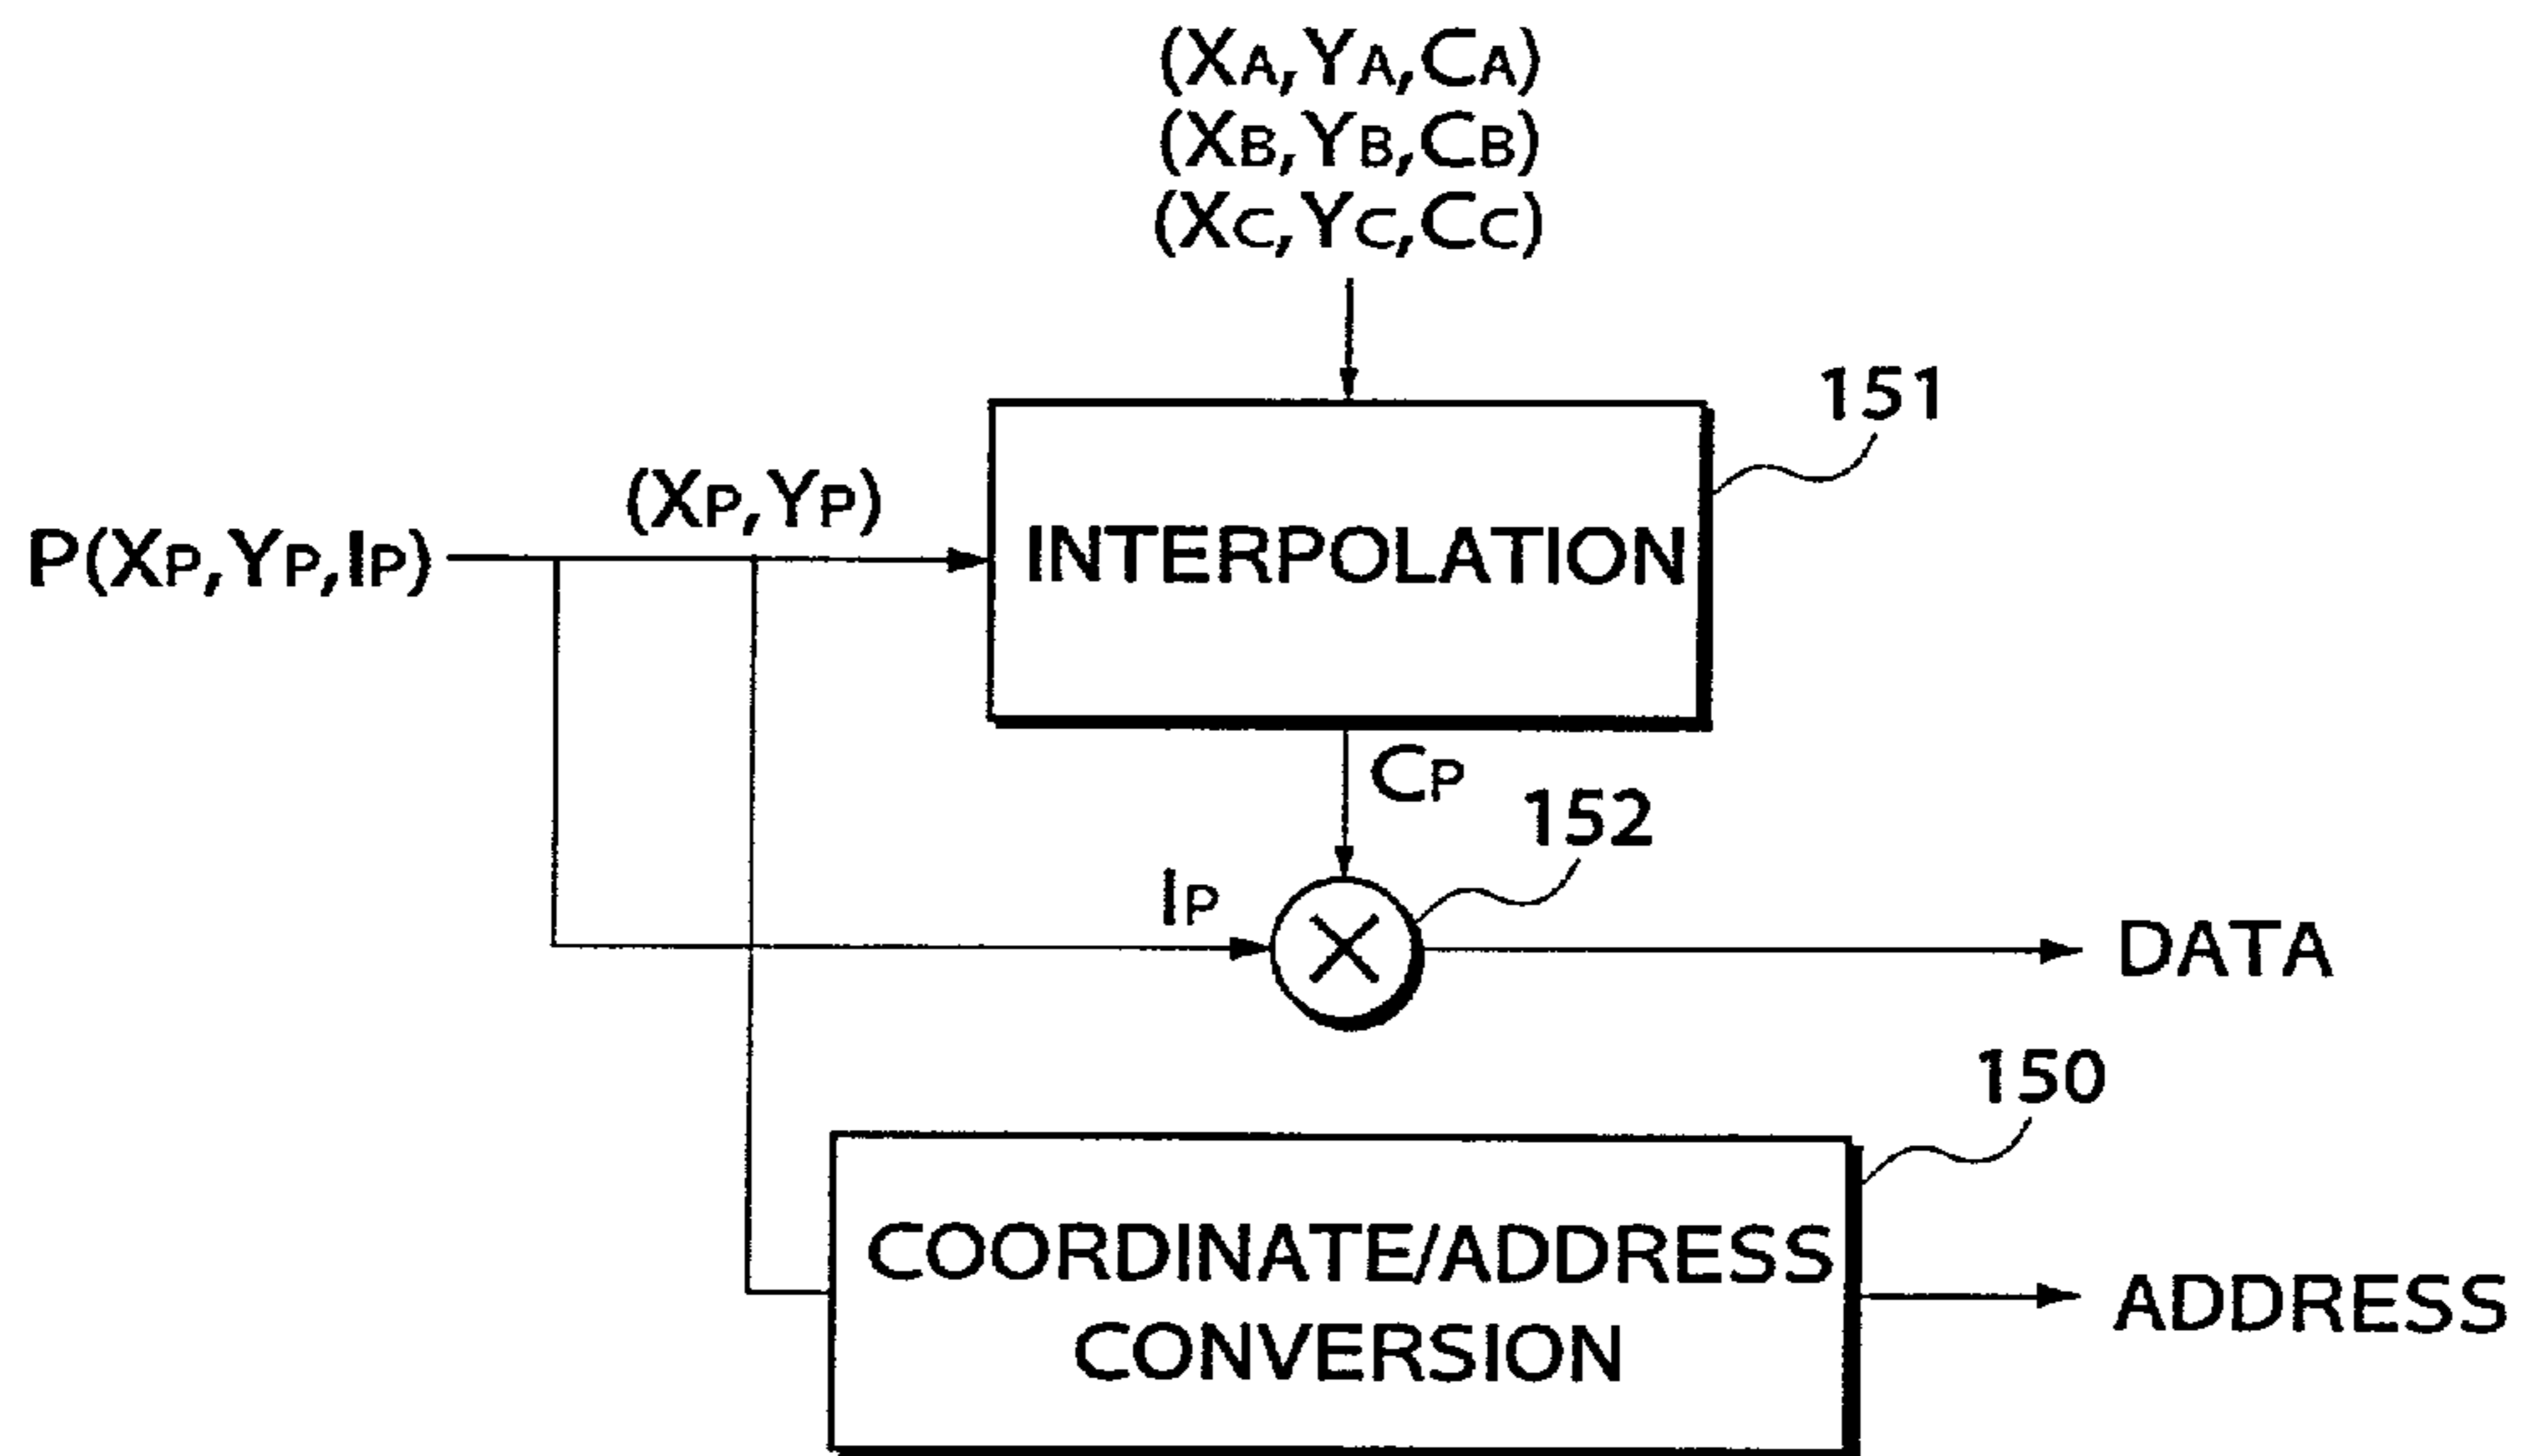 (XA,YA,CA)
(XB,YB,CB)
(XC,YC,CC)
151
(XP,YP)
P(XP,YP,IP)
INTERPOLATION
CP
152
IP
DATA
150
COORDINATE/ADDRESS
CONVERSION
ADDRESS